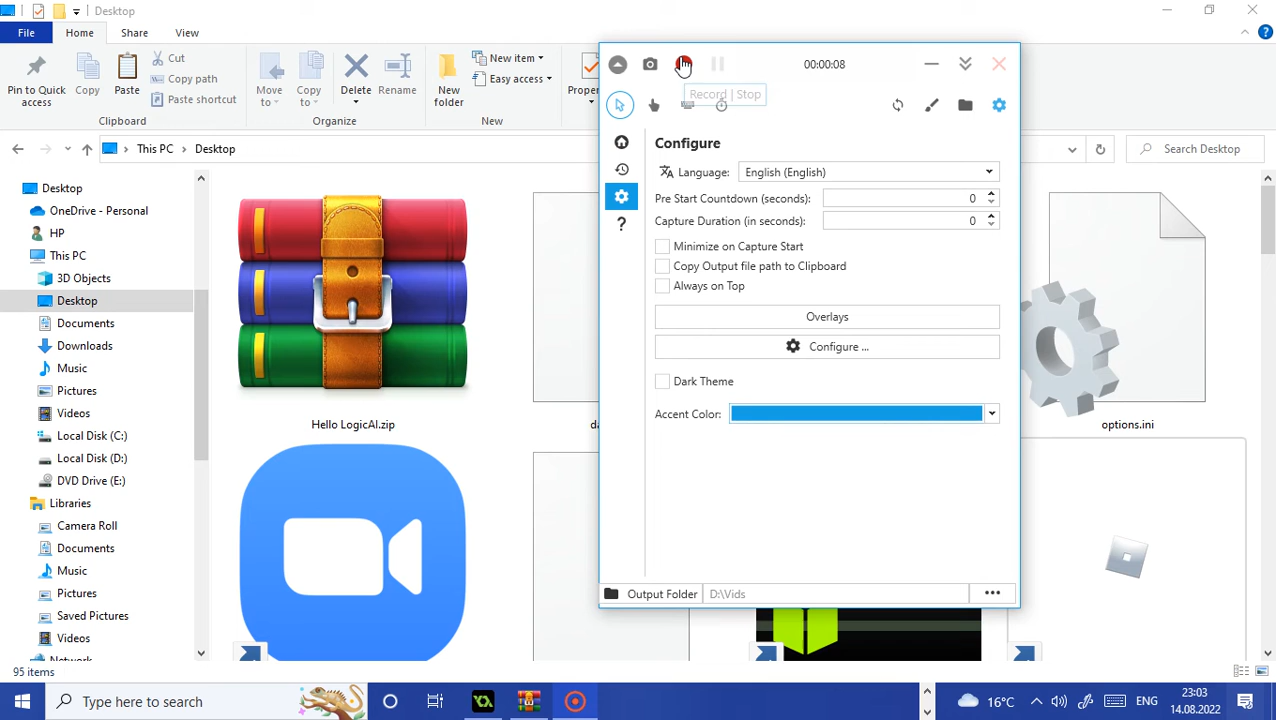 Desktop
File
Home
Share
View
Pin to Quick access
Copy
Paste
Cut
Copy path
Paste shortcut
Clipboard
Move to
Copy to
Delete
Rename
Organize
New folder
New item
Easy access
New
This PC
Desktop
Search Desktop
Desktop
OneDrive - Personal
HP
This PC
3D Objects
Desktop
Documents
Downloads
Music
Pictures
Videos
Local Disk (C:)
Local Disk (D:)
DVD Drive (E:)
Libraries
Camera Roll
Documents
Music
Pictures
Saved Pictures
Videos
Network
Hello LogicAI.zip
options.ini
00:00:08
Record | Stop
Configure
Language:
English (English)
Pre Start Countdown (seconds):
0
Capture Duration (in seconds):
0
Minimize on Capture Start
Copy Output file path to Clipboard
Always on Top
Overlays
Configure ...
Dark Theme
Accent Color:
Output Folder
D:\Vids
95 items
Type here to search
16°C
ENG
23:03
14.08.2022